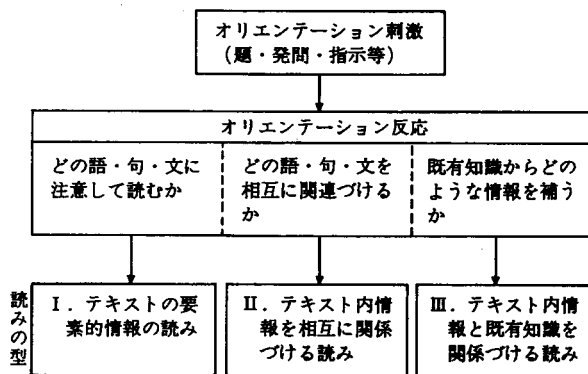 オリエンテーション刺激
(題・発問・指示等)
オリエンテーション反応
どの語・句・文に
注意して読むか
どの語・句・文を
相互に関連づける
か
既有知識からどの
ような情報を補う
か
読みの型
Ⅰ．テキストの要
素的情報の読み
Ⅱ．テキスト内情
報を相互に関係
づける読み
Ⅲ．テキスト内情
報と既有知識を
関係づける読み